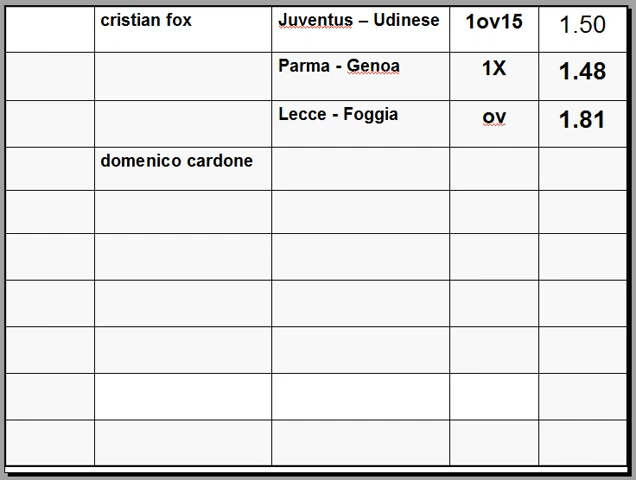 cristian fox Juventus – Udinese 1ov15 1.50
Parma - Genoa 1X 1.48
Lecce - Foggia ov 1.81
domenico cardone